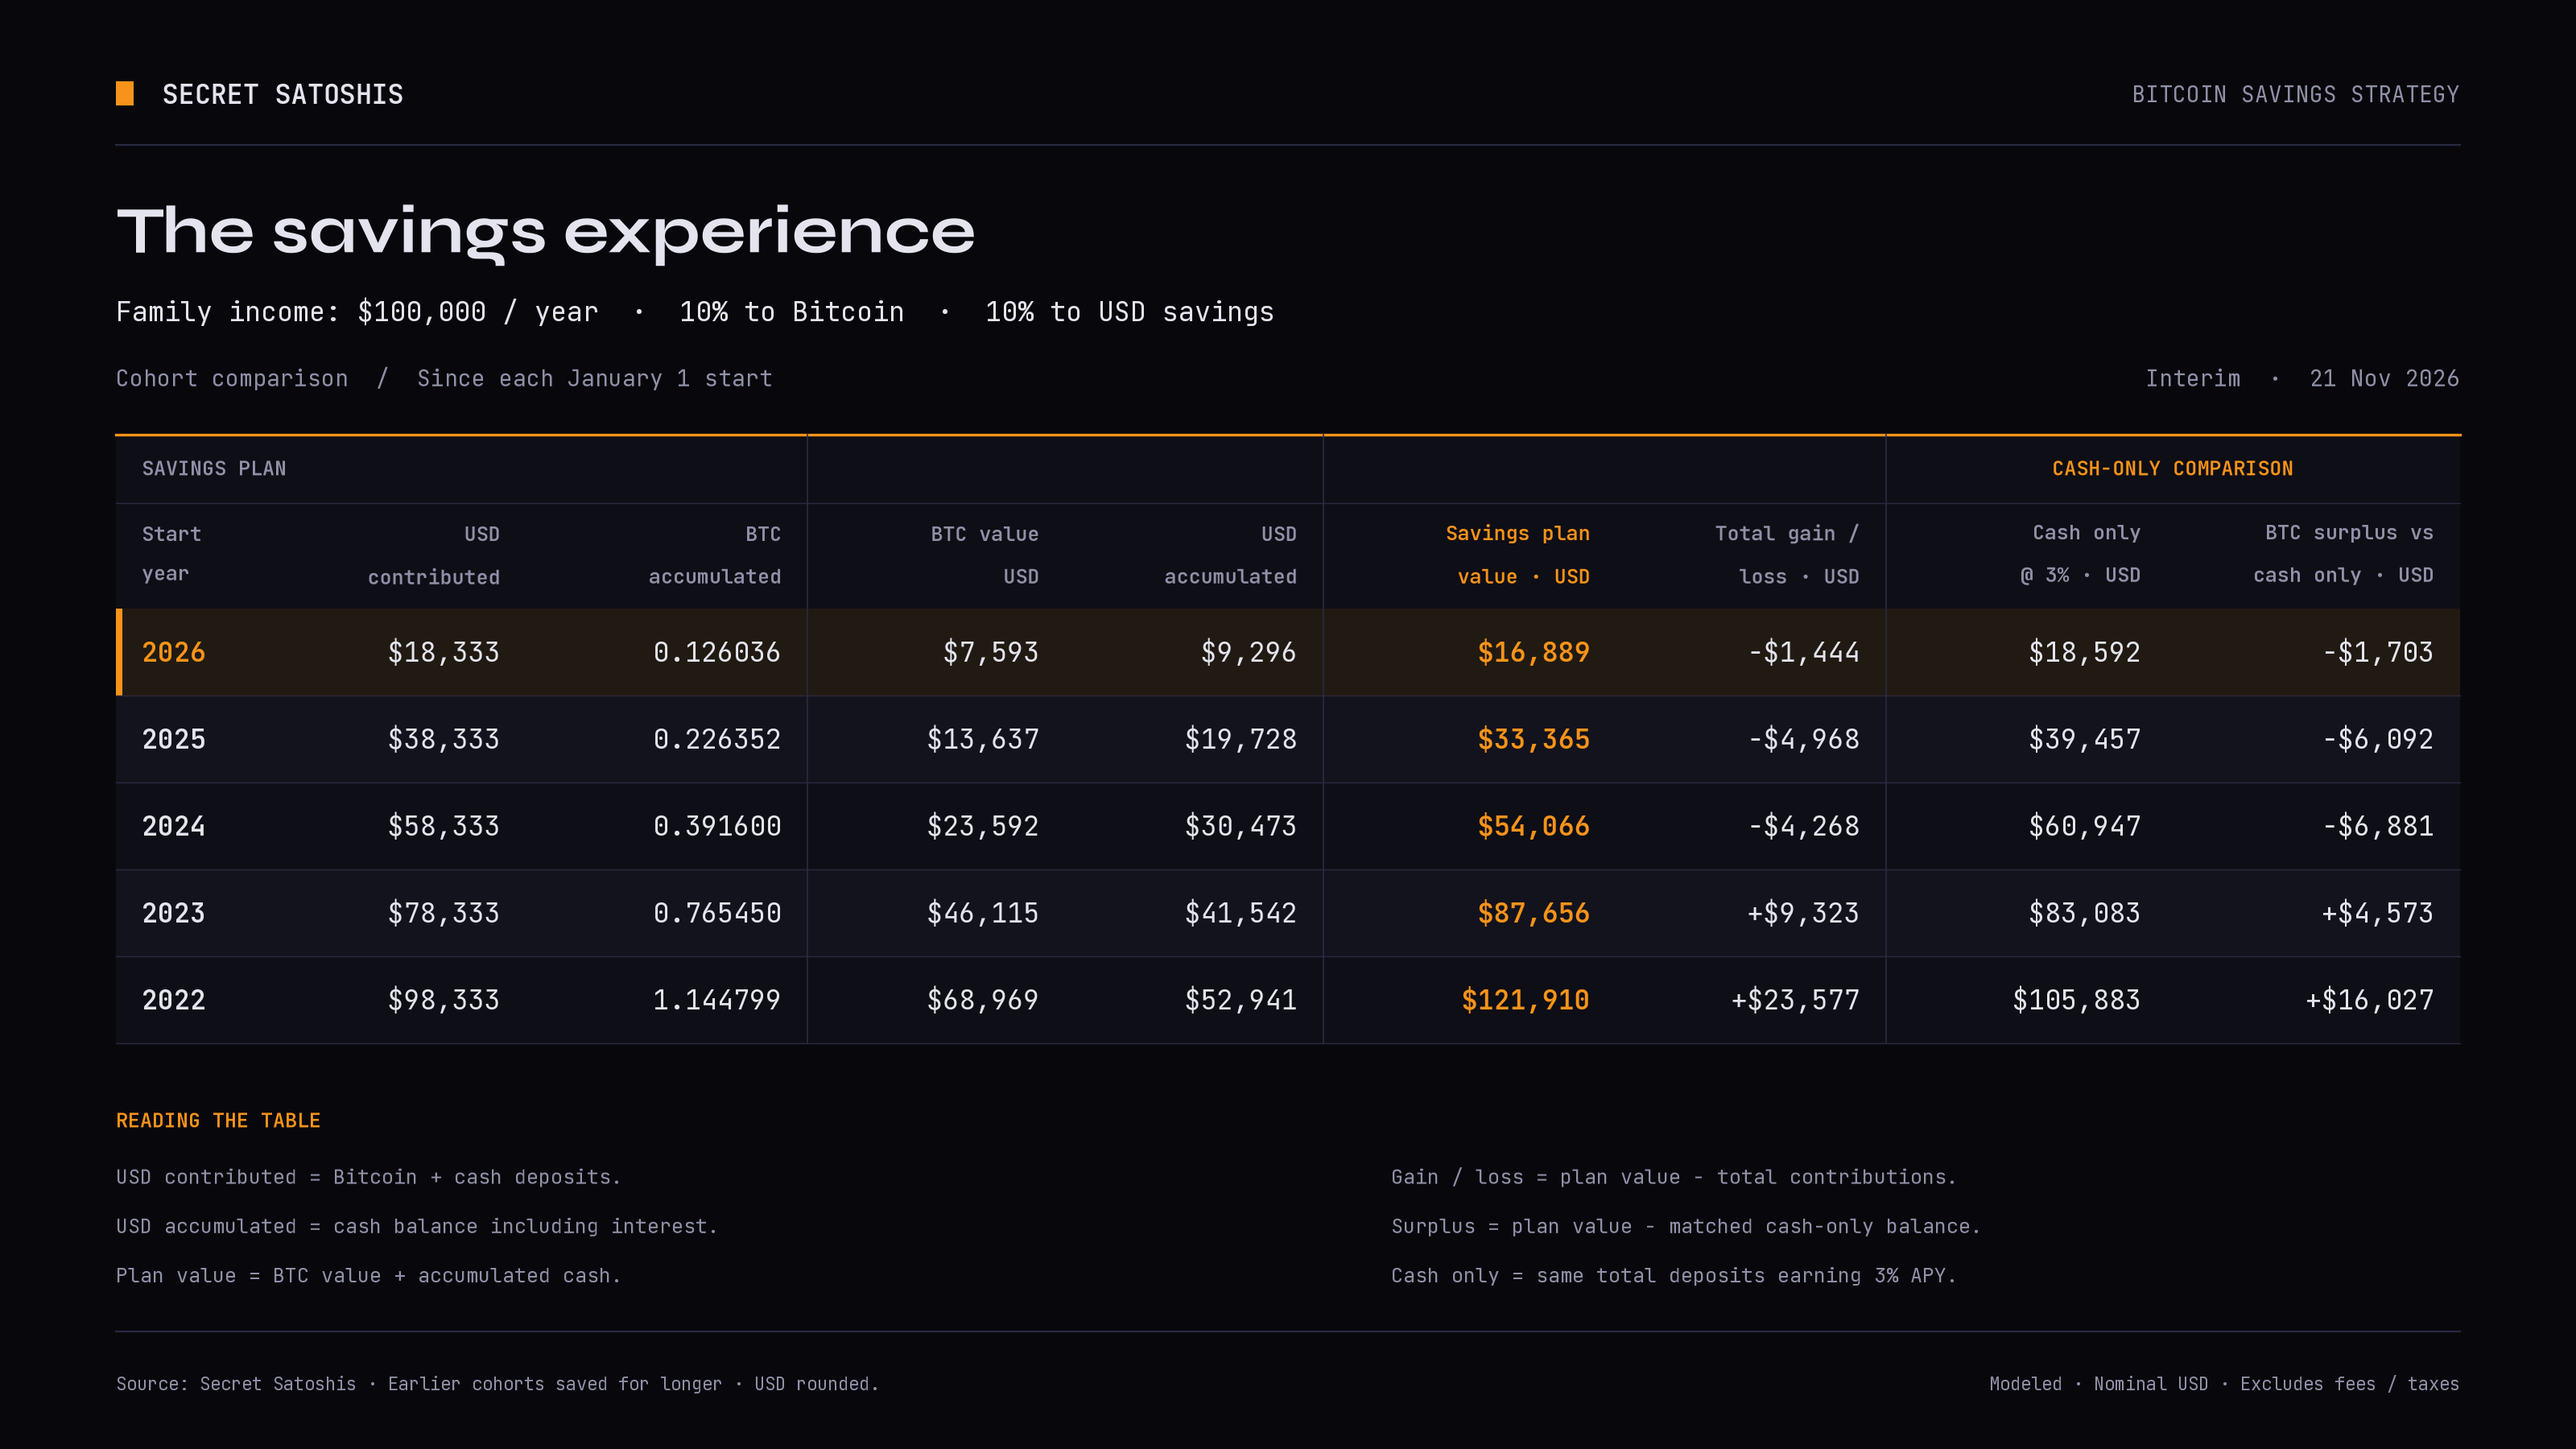 SECRET SATOSHIS
BITCOIN SAVINGS STRATEGY
The savings experience
Family income: $100,000 / year · 10% to Bitcoin · 10% to USD savings
Cohort comparison / Since each January 1 start
Interim · 21 Nov 2026
SAVINGS PLAN
CASH-ONLY COMPARISON
Start year
USD contributed
BTC accumulated
BTC value USD
USD accumulated
Savings plan value · USD
Total gain / loss · USD
Cash only @ 3% · USD
BTC surplus vs cash only · USD
2026 $18,333 0.126036 $7,593 $9,296 $16,889 -$1,444 $18,592 -$1,703
2025 $38,333 0.226352 $13,637 $19,728 $33,365 -$4,968 $39,457 -$6,092
2024 $58,333 0.391600 $23,592 $30,473 $54,066 -$4,268 $60,947 -$6,881
2023 $78,333 0.765450 $46,115 $41,542 $87,656 +$9,323 $83,083 +$4,573
2022 $98,333 1.144799 $68,969 $52,941 $121,910 +$23,577 $105,883 +$16,027
READING THE TABLE
USD contributed = Bitcoin + cash deposits.
USD accumulated = cash balance including interest.
Plan value = BTC value + accumulated cash.
Gain / loss = plan value - total contributions.
Surplus = plan value - matched cash-only balance.
Cash only = same total deposits earning 3% APY.
Source: Secret Satoshis · Earlier cohorts saved for longer · USD rounded.
Modeled · Nominal USD · Excludes fees / taxes